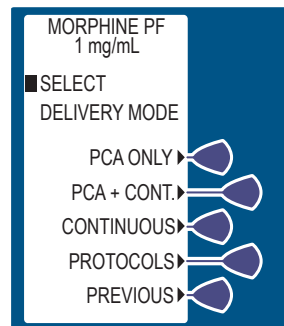 MORPHINE PF
1 mg/mL
SELECT
DELIVERY MODE
PCA ONLY
PCA + CONT.
CONTINUOUS
PROTOCOLS
PREVIOUS